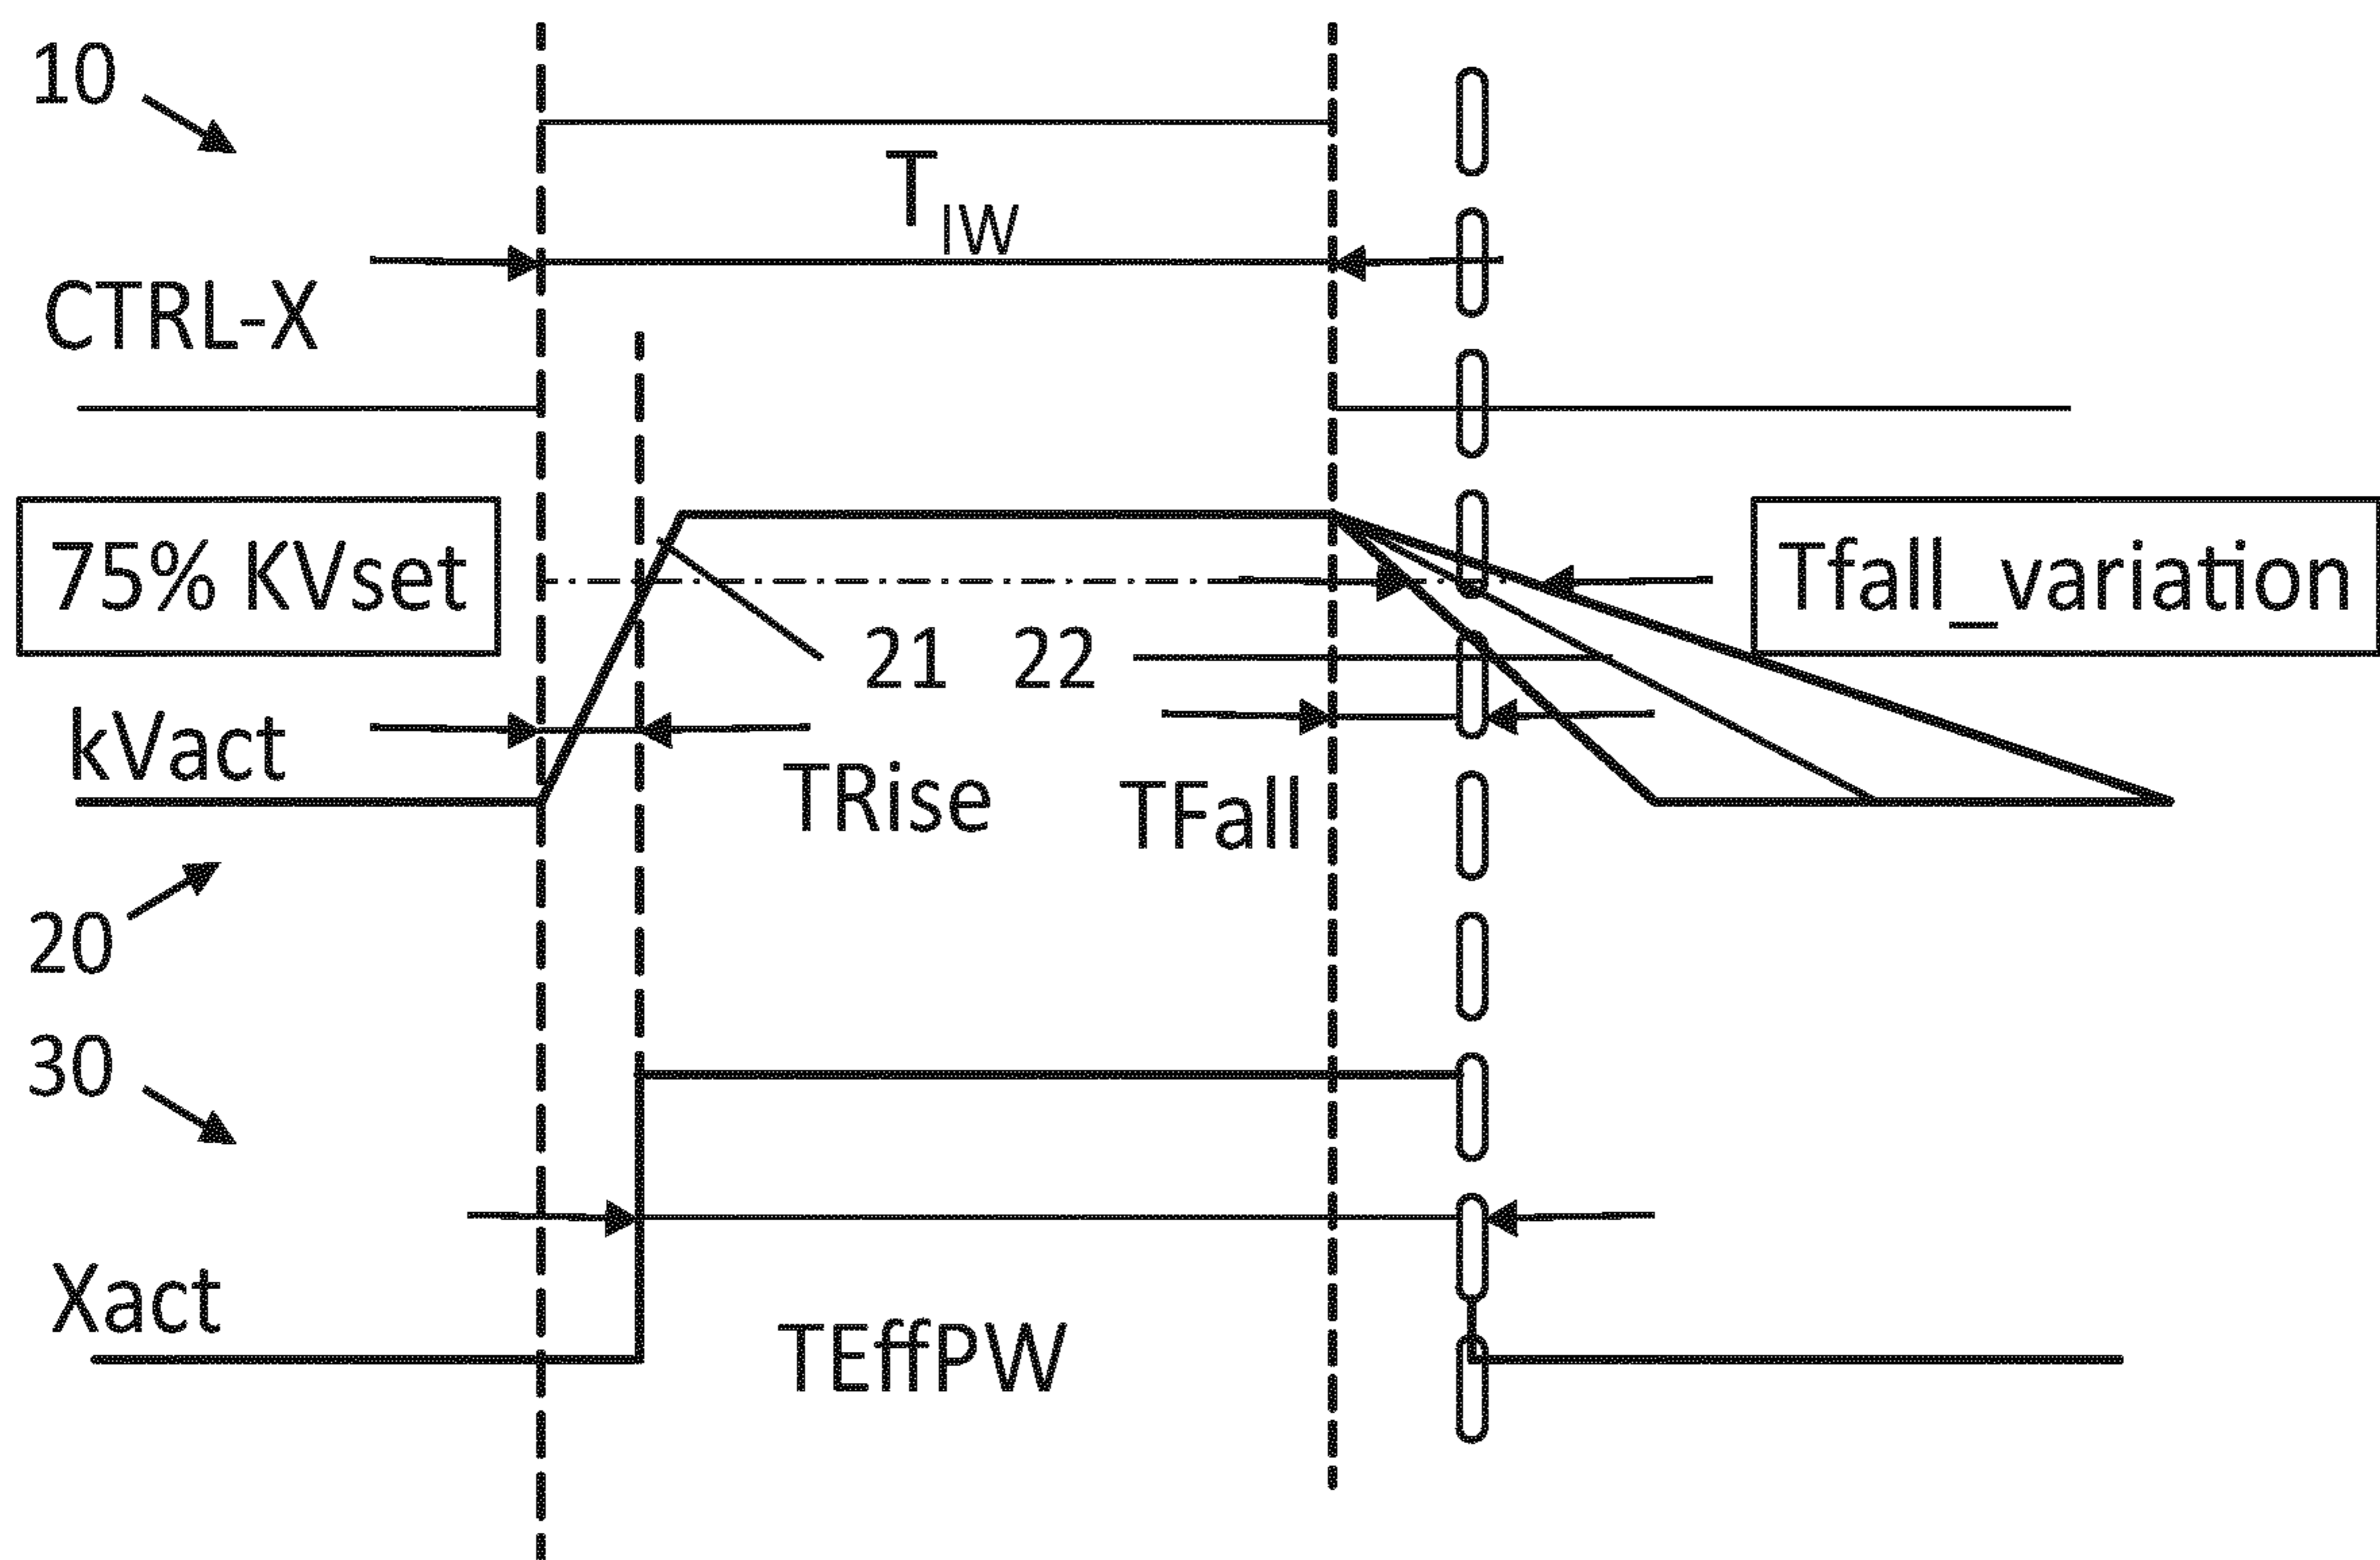 10
T_IW
CTRL-X
75% KVset
Tfall_variation
21 22
kVact
TRise
TFall
20
30
Xact
TEffPW